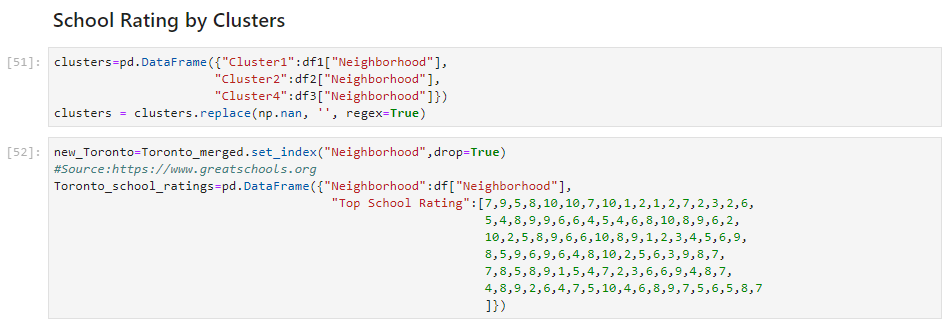 School Rating by Clusters
[51]: clusters=pd.DataFrame({"Cluster1":df1["Neighborhood"],
"Cluster2":df2["Neighborhood"],
"Cluster4":df3["Neighborhood"]})
clusters = clusters.replace(np.nan, '', regex=True)
[52]: new_Toronto=Toronto_merged.set_index("Neighborhood",drop=True)
#Source:https://www.greatschools.org
Toronto_school_ratings=pd.DataFrame({"Neighborhood":df["Neighborhood"],
"Top School Rating":[7,9,5,8,10,10,7,10,1,2,1,2,7,2,3,2,6,
5,4,8,9,9,6,6,4,5,4,6,8,10,8,9,6,2,
10,2,5,8,9,6,6,10,8,9,1,2,3,4,5,6,9,
8,5,9,6,9,6,4,8,10,2,5,6,3,9,8,7,
7,8,5,8,9,1,5,4,7,2,3,6,6,9,4,8,7,
4,8,9,2,6,4,7,5,10,4,6,8,9,7,5,6,5,8,7
]})